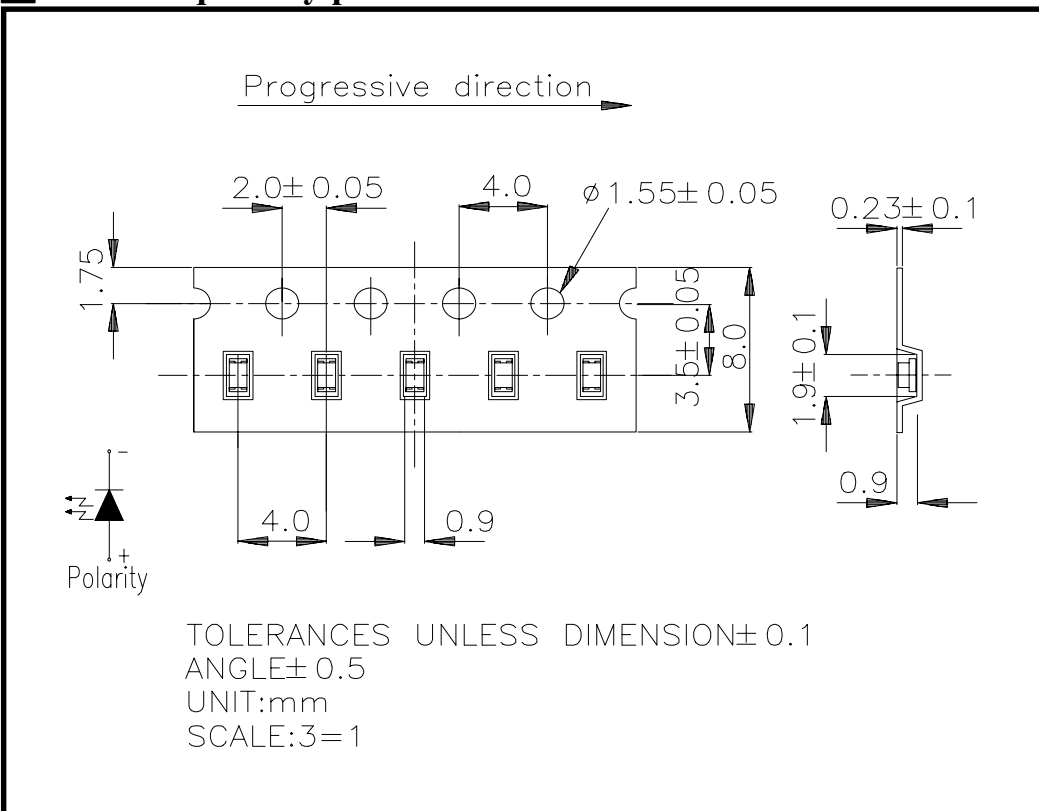 Progressive direction
2.0± 0.05
4.0
ϕ1.55± 0.05
0.23± 0.1
1.75
3.5± 0.05
8.0
1.9± 0.1
0.9
-
+
Polarity
4.0
0.9
TOLERANCES UNLESS DIMENSION± 0.1
ANGLE± 0.5
UNIT:mm
SCALE:3=1